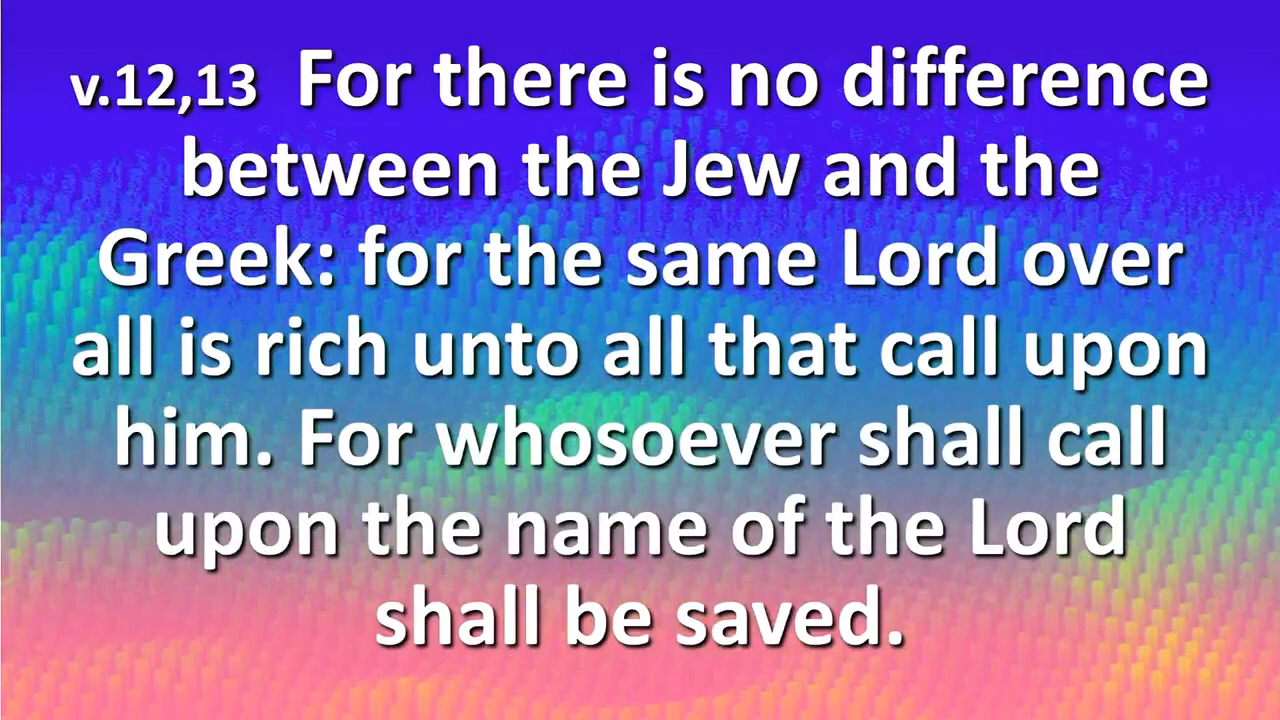 v.12,13 For there is no difference
between the Jew and the
Greek: for the same Lord over
all is rich unto all that call upon
him. For whosoever shall call
upon the name of the Lord
shall be saved.